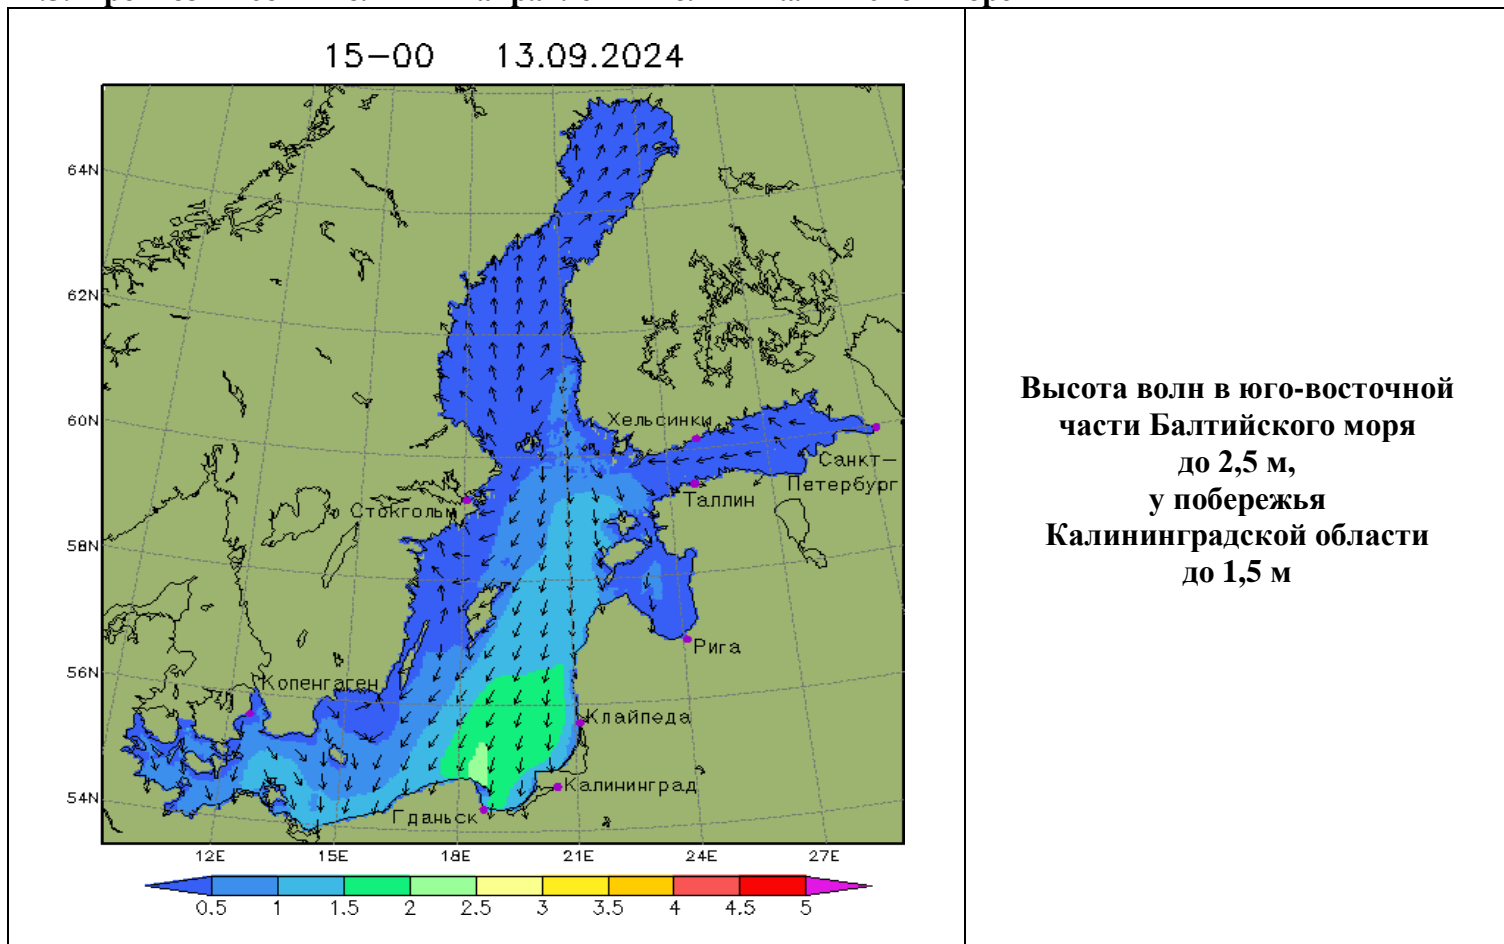 15-00 13.09.2024
64N
62N
60N
58N
56N
54N
Хельсинки
Санкт-
Петербург
Таллин
Стокгольм
Рига
Копенгаген
Клайпеда
Калининград
Гданьск
12E 15E 18E 21E 24E 27E
0.5 1 1.5 2 2.5 3 3.5 4 4.5 5
Высота волн в юго-восточной
части Балтийского моря
до 2,5 м,
у побережья
Калининградской области
до 1,5 м